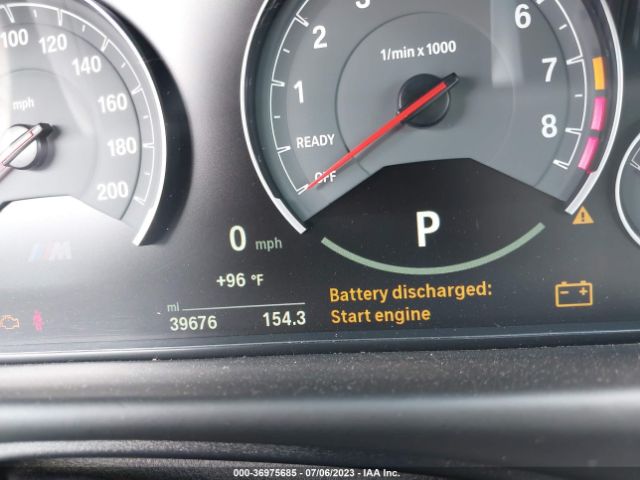 100 120 140 160 180 200
mph
1 2 3 6 7 8
1/min x 1000
READY
OFF
P
0 mph
+96 °F
mi
39676 154.3
Battery discharged:
Start engine
M
000-36975685 - 07/06/2023 - IAA Inc.